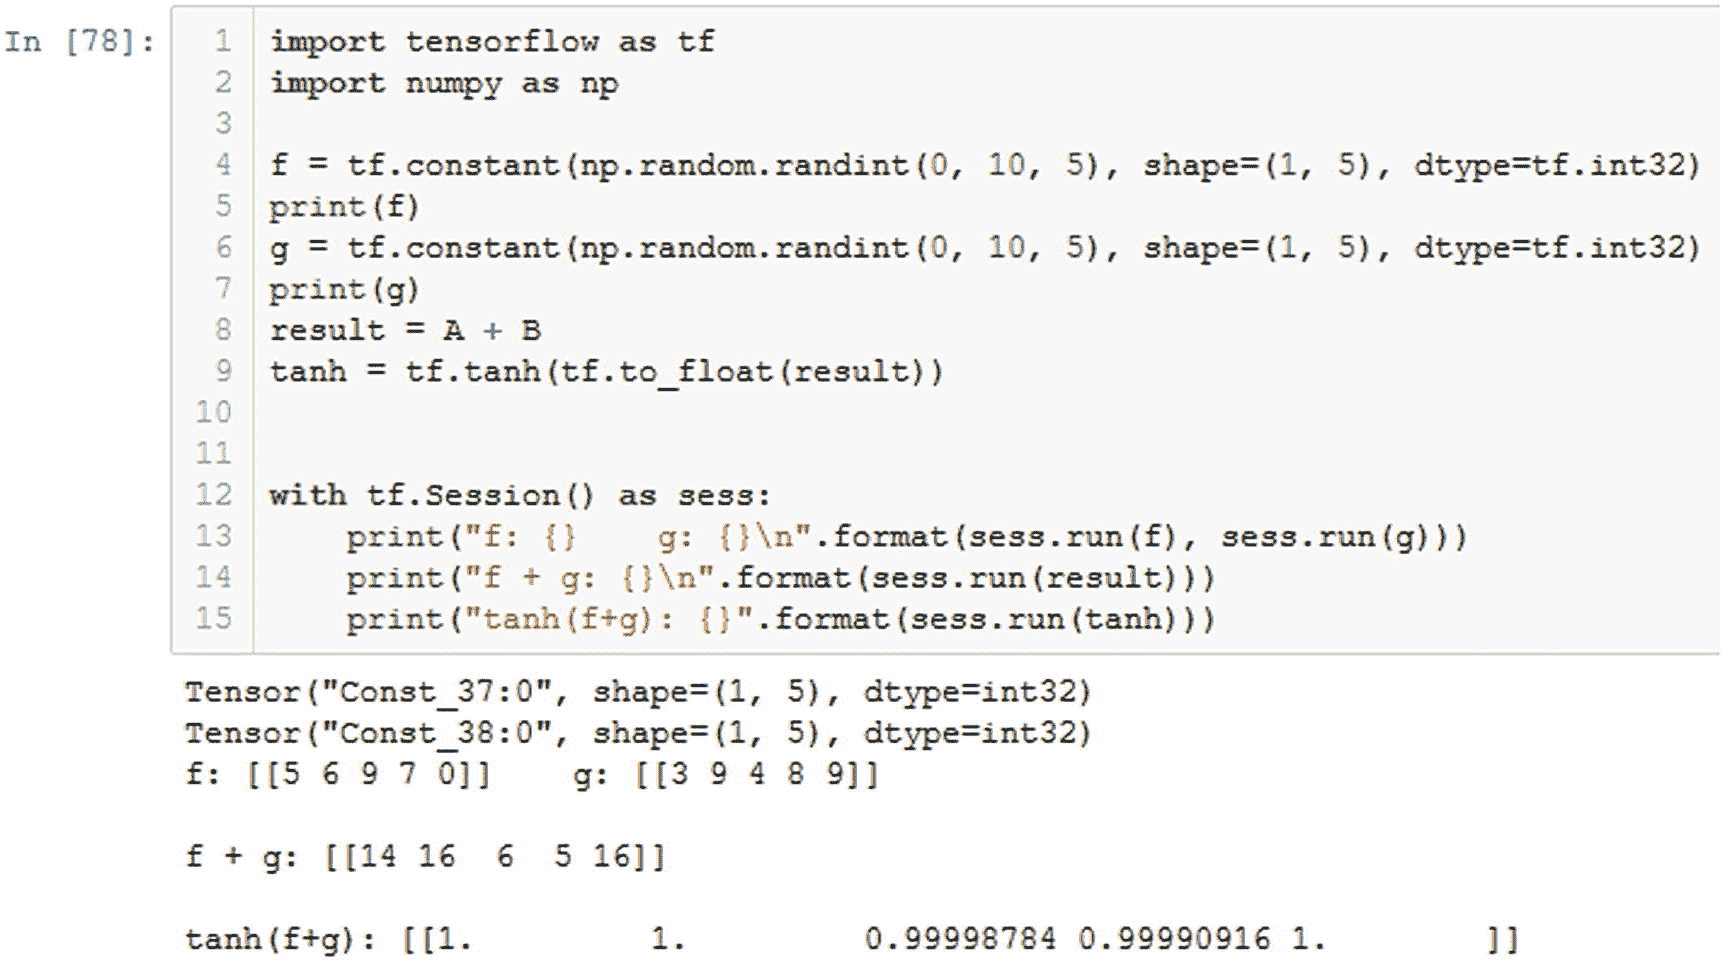 In [78]:
1 import tensorflow as tf
2 import numpy as np
3
4 f = tf.constant(np.random.randint(0, 10, 5), shape=(1, 5), dtype=tf.int32)
5 print(f)
6 g = tf.constant(np.random.randint(0, 10, 5), shape=(1, 5), dtype=tf.int32)
7 print(g)
8 result = A + B
9 tanh = tf.tanh(tf.to_float(result))
10
11
12 with tf.Session() as sess:
13     print("f: {}    g: {}\n".format(sess.run(f), sess.run(g)))
14     print("f + g: {}\n".format(sess.run(result)))
15     print("tanh(f+g): {}".format(sess.run(tanh)))
Tensor("Const_37:0", shape=(1, 5), dtype=int32)
Tensor("Const_38:0", shape=(1, 5), dtype=int32)
f: [[5 6 9 7 0]]    g: [[3 9 4 8 9]]
f + g: [[14 16  6  5 16]]
tanh(f+g): [[1.         1.         0.99998784 0.99990916 1.        ]]